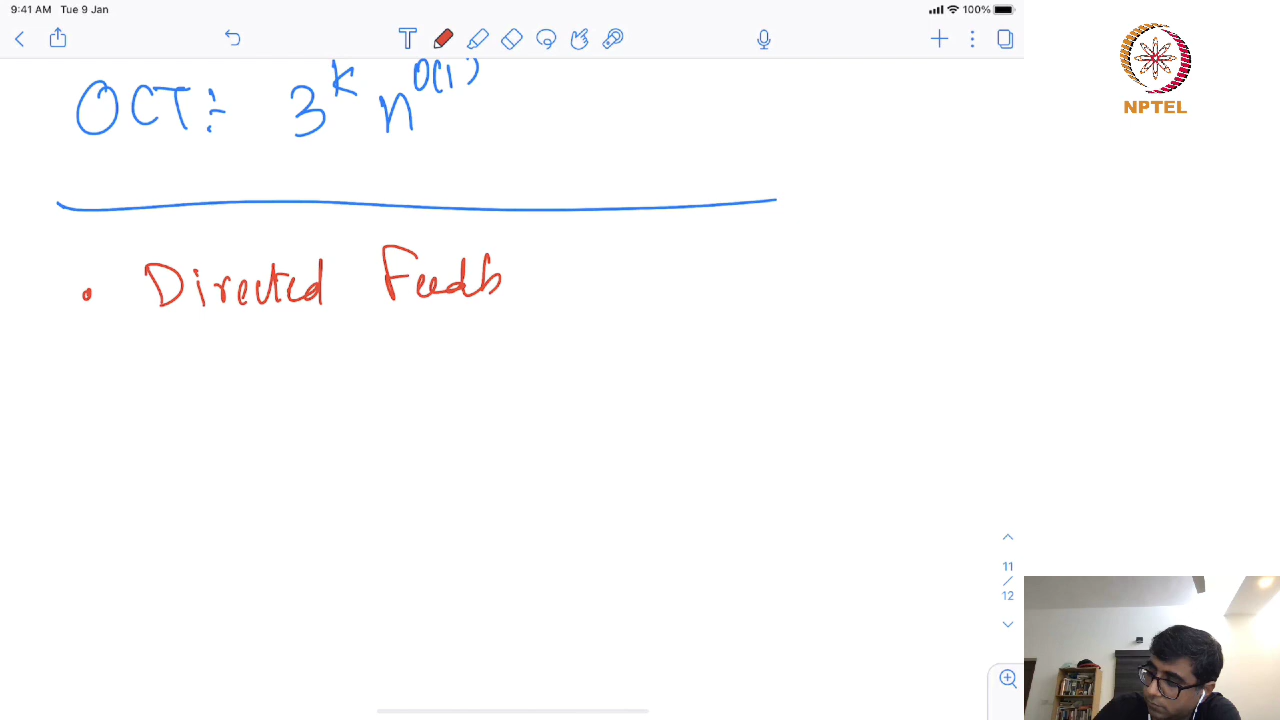 9:41 AM Tue 9 Jan
100%
NPTEL
OCT:- 3^k n^O(1)
• Directed Feedb
11
/
12